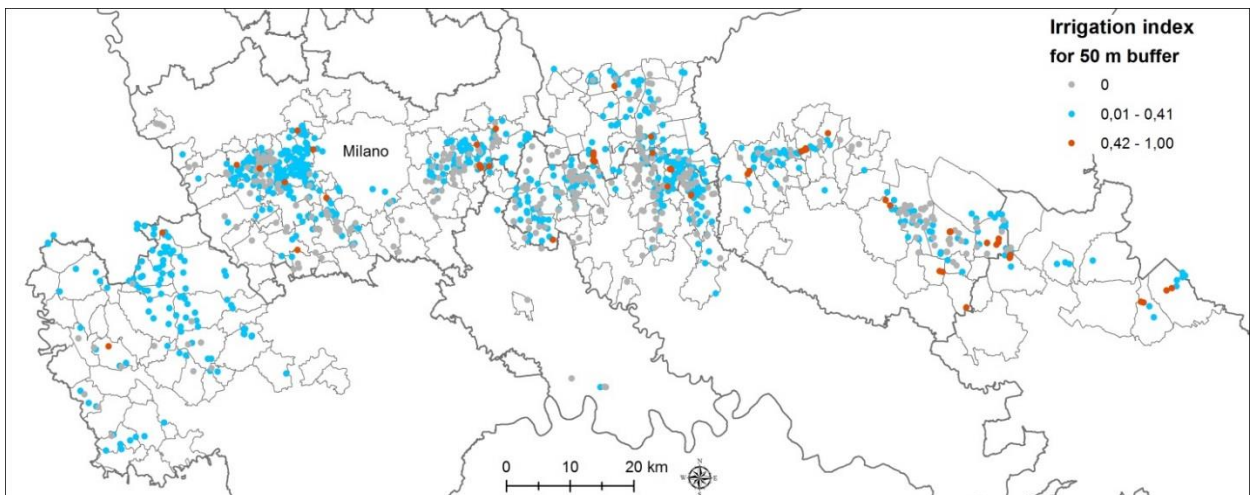 Irrigation index
for 50 m buffer
0
0,01 - 0,41
0,42 - 1,00
Milano
0 10 20 km
N
W E
S